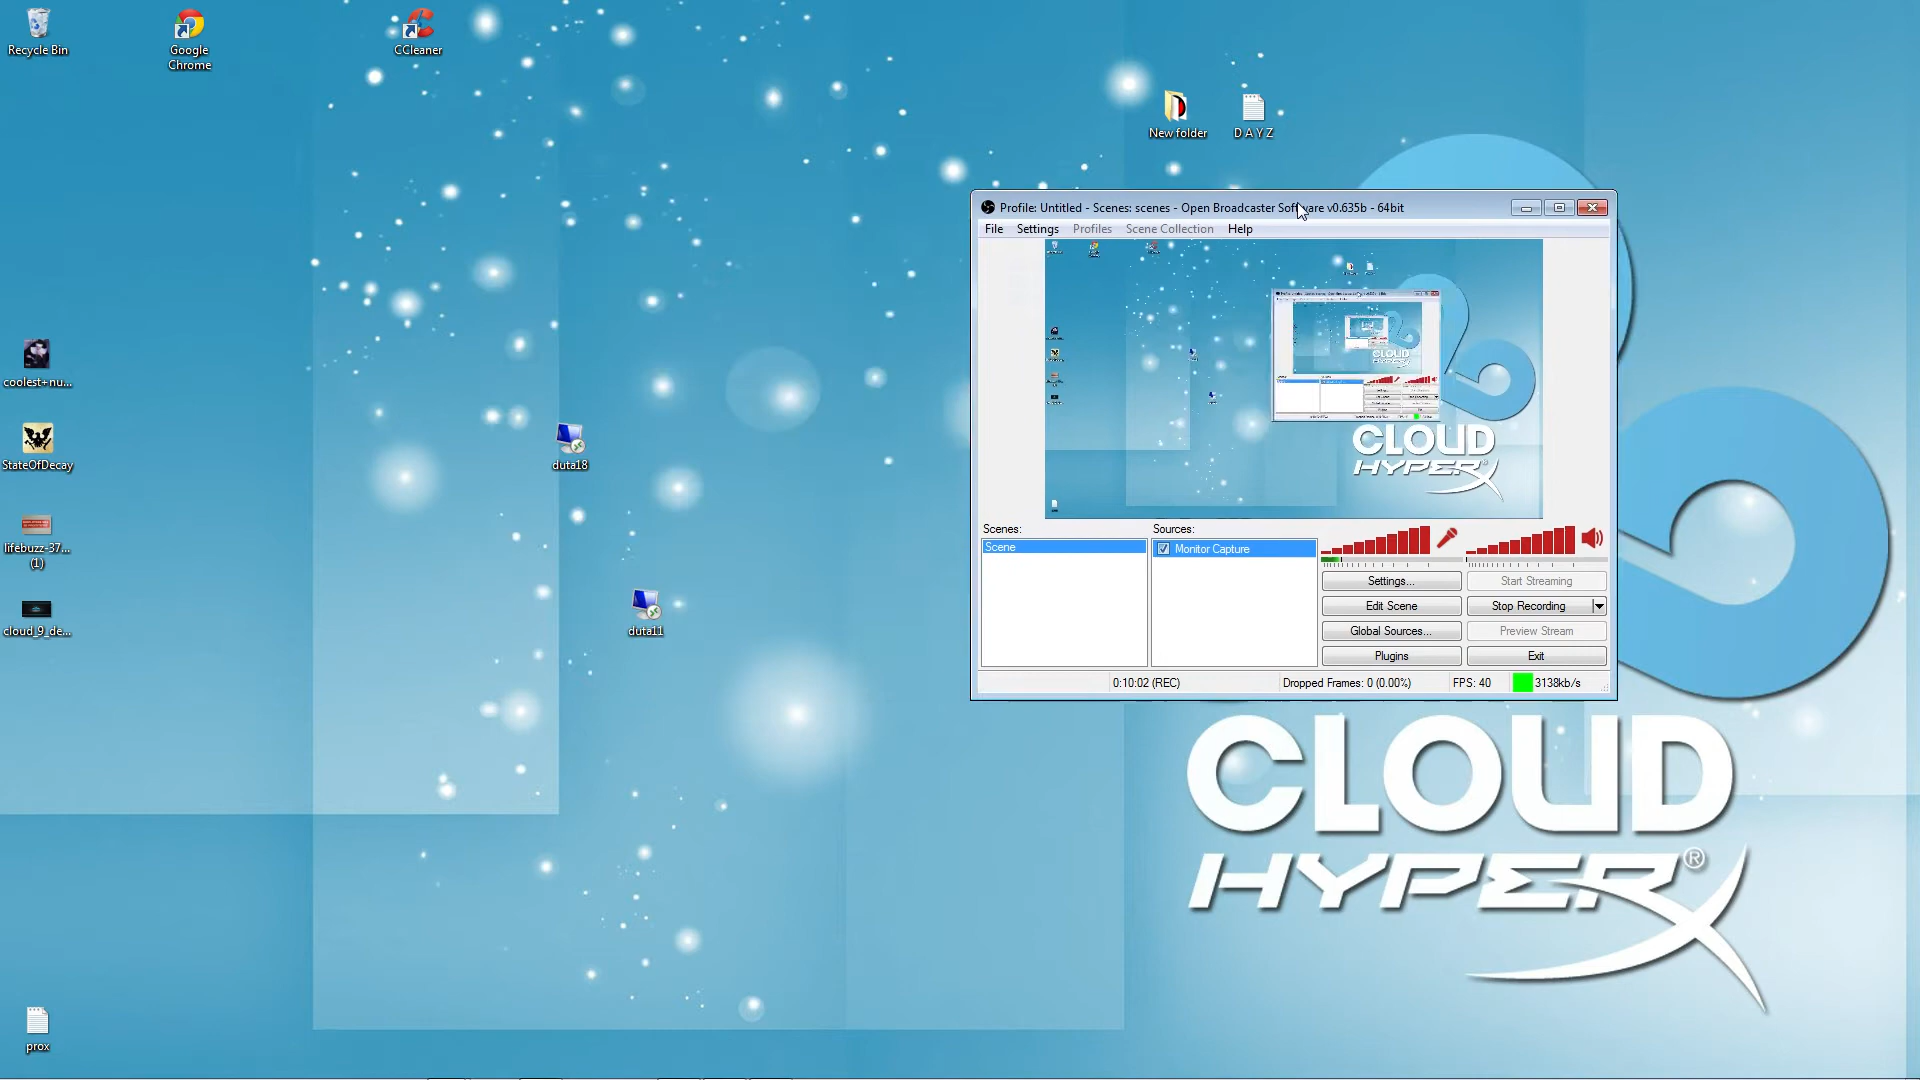 Recycle Bin
Google
Chrome
CCleaner
New folder
D A Y Z
Profile: Untitled - Scenes: scenes - Open Broadcaster Software v0.635b - 64bit
File Settings Profiles Scene Collection Help
CLOUD
HYPERX
Scenes:
Sources:
Scene
Monitor Capture
Settings...
Start Streaming
Edit Scene
Stop Recording
Global Sources...
Preview Stream
Plugins
Exit
0:10:02 (REC)
Dropped Frames: 0 (0.00%)
FPS: 40
3138kb/s
coolest+nu...
StateOfDecay
lifebuzz-37...
(1)
cloud_9_de...
duta18
duta11
CLOUD
HYPERX®
prox